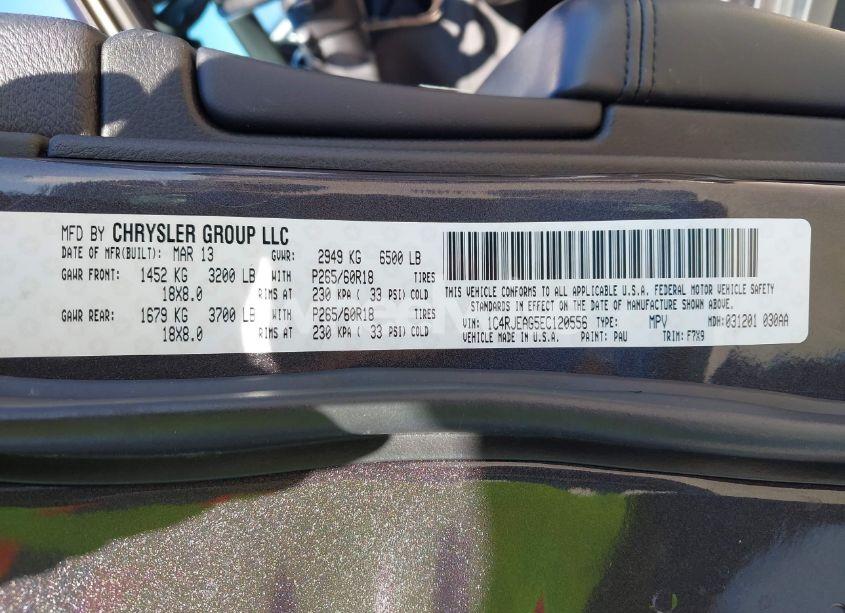 MFD BY CHRYSLER GROUP LLC
DATE OF MFR(BUILT): MAR 13 GVWR: 2949 KG 6500 LB
GAWR FRONT: 1452 KG 3200 LB WITH P265/60R18 TIRES
18X8.0 RIMS AT 230 KPA ( 33 PSI) COLD
GAWR REAR: 1679 KG 3700 LB WITH P265/60R18 TIRES
18X8.0 RIMS AT 230 KPA ( 33 PSI) COLD
THIS VEHICLE CONFORMS TO ALL APPLICABLE U.S.A. FEDERAL MOTOR VEHICLE SAFETY
STANDARDS IN EFFECT ON THE DATE OF MANUFACTURE SHOWN ABOVE.
VIN: 1C4RJEAG5EC120556 TYPE: MPV MDH: 031201 030AA
VEHICLE MADE IN U.S.A. PAINT: PAU TRIM: F7X9